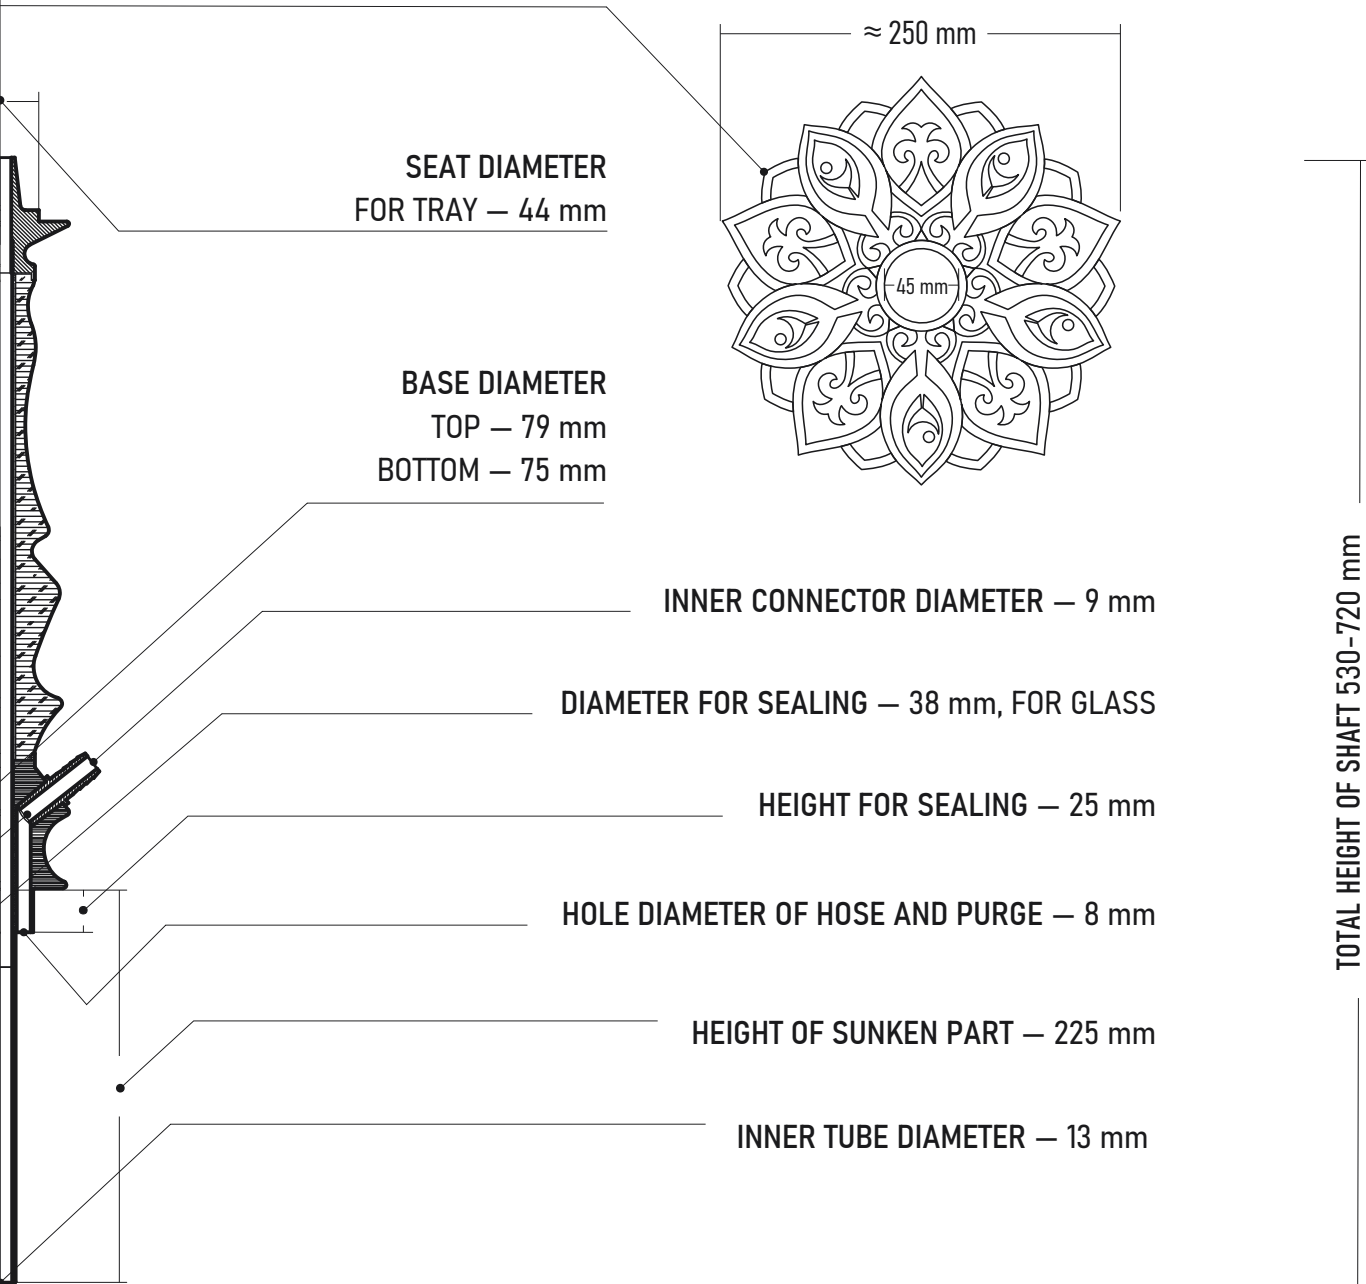 ≈ 250 mm
SEAT DIAMETER
FOR TRAY — 44 mm
45 mm
BASE DIAMETER
TOP — 79 mm
BOTTOM — 75 mm
INNER CONNECTOR DIAMETER — 9 mm
DIAMETER FOR SEALING — 38 mm, FOR GLASS
HEIGHT FOR SEALING — 25 mm
HOLE DIAMETER OF HOSE AND PURGE — 8 mm
HEIGHT OF SUNKEN PART — 225 mm
INNER TUBE DIAMETER — 13 mm
TOTAL HEIGHT OF SHAFT 530-720 mm